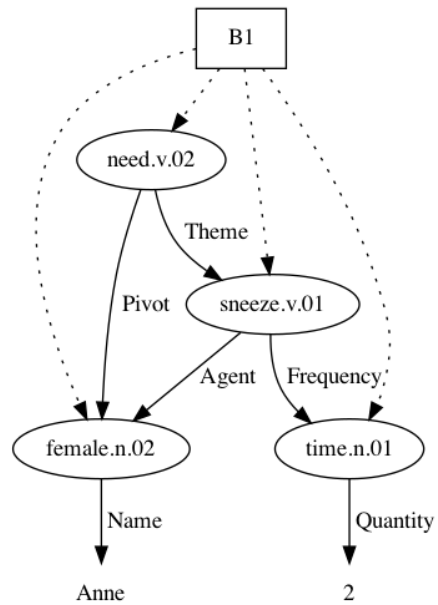 B1
need.v.02
Theme
sneeze.v.01
Pivot
Agent Frequency
female.n.02 time.n.01
Name Quantity
Anne 2